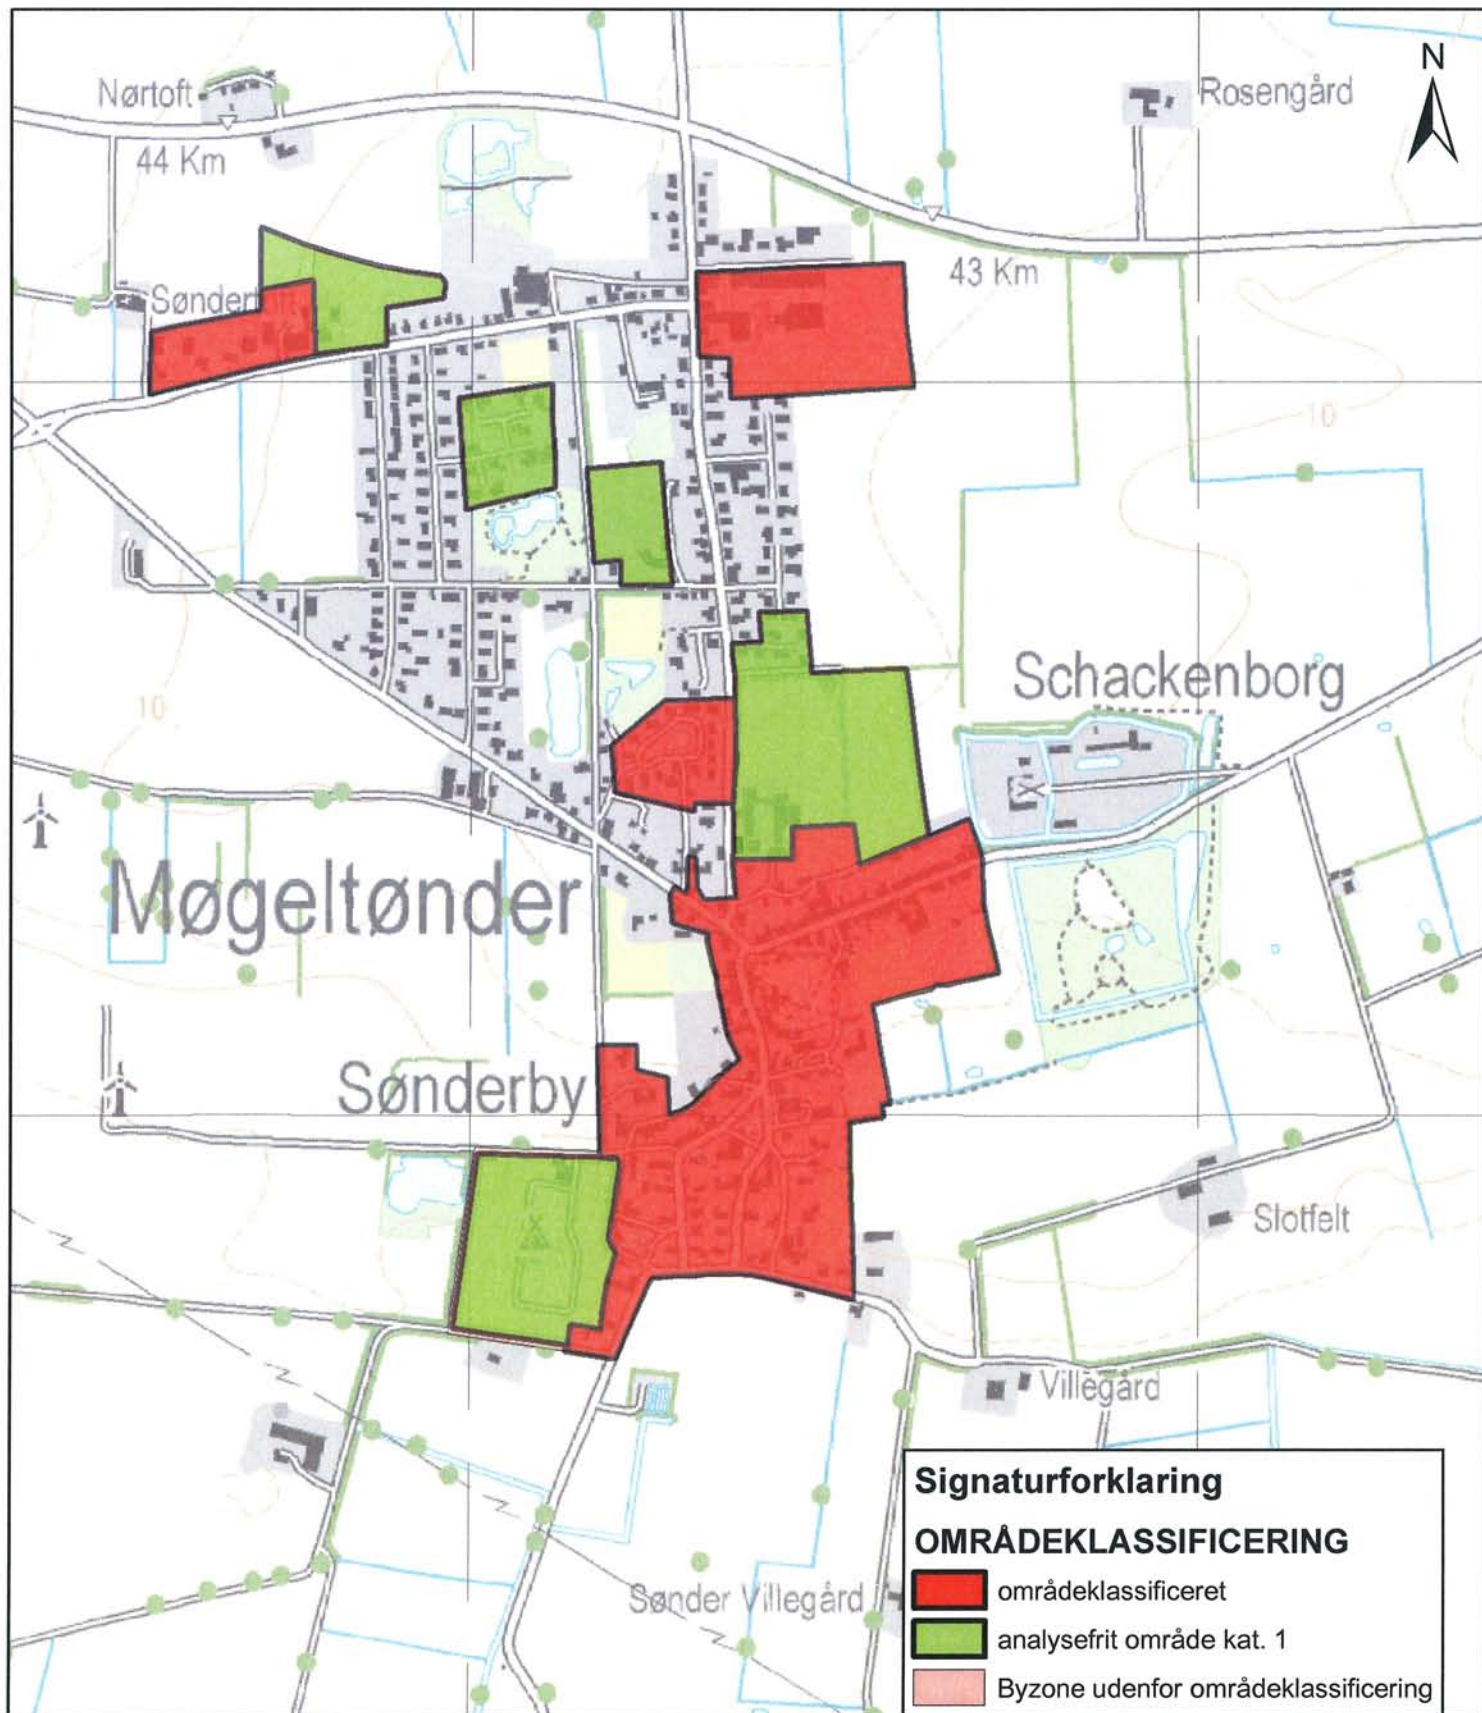 N
Nørtoft
Rosengård
44 Km
43 Km
10
Schackenborg
10
Møgeltønder
Sønderby
Slotfelt
Villegård
Sønder Villegård
Signaturforklaring
OMRÅDEKLASSIFICERING
områdeklassificeret
analysefrit område kat. 1
Byzone udenfor områdeklassificering